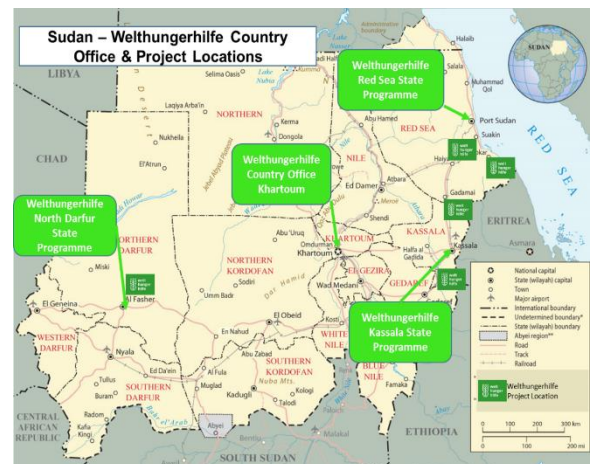 Sudan – Welthungerhilfe Country
Office & Project Locations
SUDAN
LIBYA
CHAD
CENTRAL
AFRICAN
REPUBLIC
SOUTH SUDAN
ETHIOPIA
ERITREA
RED SEA
Welthungerhilfe
Red Sea State
Programme
Welthungerhilfe
Country Office
Khartoum
Welthungerhilfe
North Darfur
State
Programme
Welthungerhilfe
Kassala State
Programme
Halaib
Salala
Muhammad
Qol
Selima Oasis
Laqiya Arba'in
NORTHERN
Kerma
Dongola
Nukheila
El'Atrun
Abu Hamed
RED SEA
Port Sudan
Suakin
NILE
Atbara
Ed Damer
Meroe
Shendi
Gadamai
KASSALA
Halfa al
Gadida
Kassala
Asmara
KHARTOUM
Omdurman
Khartoum
EL GEZIRA
Wad Medani
GEDAREF
NORTHERN
DARFUR
Miski
Al Fasher
El Geneina
NORTHERN
KORDOFAN
Abu 'Uruq
Sodiri
Umm Badr
El Obeid
En Nahud
Kosti
WHITE
NILE
BLUE
NILE
Famaka
WESTERN
DARFUR
Nyala
Ed Da'ein
SOUTHERN
DARFUR
Tullus
Buram
Radom
Kafia
Kingi
Abu Zabad
Al Fula
Muglad
SOUTHERN
KORDOFAN
Nuba Mts.
Kadugli
Talodi
Kologi
Abyei
Malakal
National capital
State (wilayah) capital
Town
Major airport
International boundary
Undetermined boundary*
State (wilayah) boundary
Abyei region**
Road
Track
Railroad
Welthungerhilfe
Project Location
0 100 200 300 km
0 100 200 mi